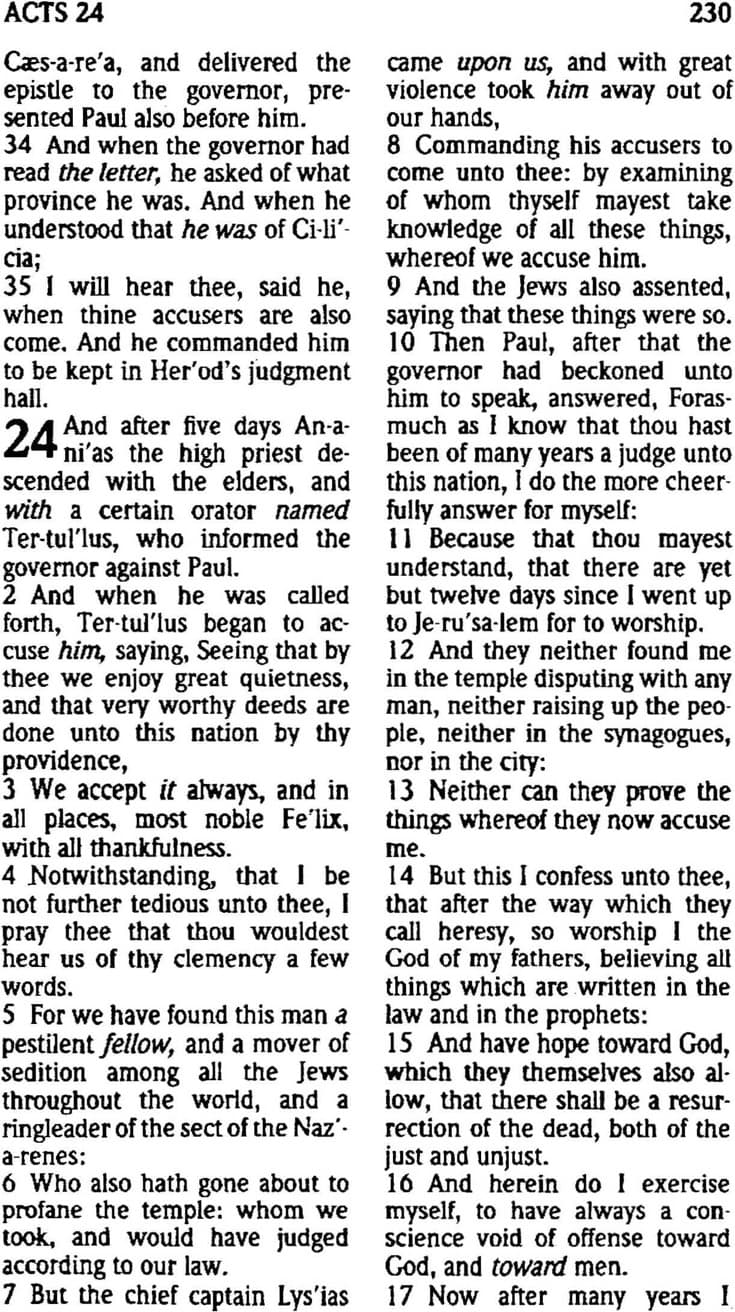 ACTS 24
230
Cæs-a-re'a, and delivered the
epistle to the governor, pre-
sented Paul also before him.
34 And when the governor had
read the letter, he asked of what
province he was. And when he
understood that he was of Ci-li'-
cia;
35 I will hear thee, said he,
when thine accusers are also
come. And he commanded him
to be kept in Her'od's judgment
hall.
24 And after five days An-a-
ni'as the high priest de-
scended with the elders, and
with a certain orator named
Ter-tul'lus, who informed the
governor against Paul.
2 And when he was called
forth, Ter-tul'lus began to ac-
cuse him, saying, Seeing that by
thee we enjoy great quietness,
and that very worthy deeds are
done unto this nation by thy
providence,
3 We accept it always, and in
all places, most noble Fe'lix,
with all thankfulness.
4 Notwithstanding, that I be
not further tedious unto thee, I
pray thee that thou wouldest
hear us of thy clemency a few
words.
5 For we have found this man a
pestilent fellow, and a mover of
sedition among all the Jews
throughout the world, and a
ringleader of the sect of the Naz'-
a-renes:
6 Who also hath gone about to
profane the temple: whom we
took, and would have judged
according to our law.
7 But the chief captain Lys'ias
came upon us, and with great
violence took him away out of
our hands,
8 Commanding his accusers to
come unto thee: by examining
of whom thyself mayest take
knowledge of all these things,
whereof we accuse him.
9 And the Jews also assented,
saying that these things were so.
10 Then Paul, after that the
governor had beckoned unto
him to speak, answered, Foras-
much as I know that thou hast
been of many years a judge unto
this nation, I do the more cheer-
fully answer for myself:
11 Because that thou mayest
understand, that there are yet
but twelve days since I went up
to Je-ru'sa-lem for to worship.
12 And they neither found me
in the temple disputing with any
man, neither raising up the peo-
ple, neither in the synagogues,
nor in the city:
13 Neither can they prove the
things whereof they now accuse
me.
14 But this I confess unto thee,
that after the way which they
call heresy, so worship I the
God of my fathers, believing all
things which are written in the
law and in the prophets:
15 And have hope toward God,
which they themselves also al-
low, that there shall be a resur-
rection of the dead, both of the
just and unjust.
16 And herein do I exercise
myself, to have always a con-
science void of offense toward
God, and toward men.
17 Now after many years I